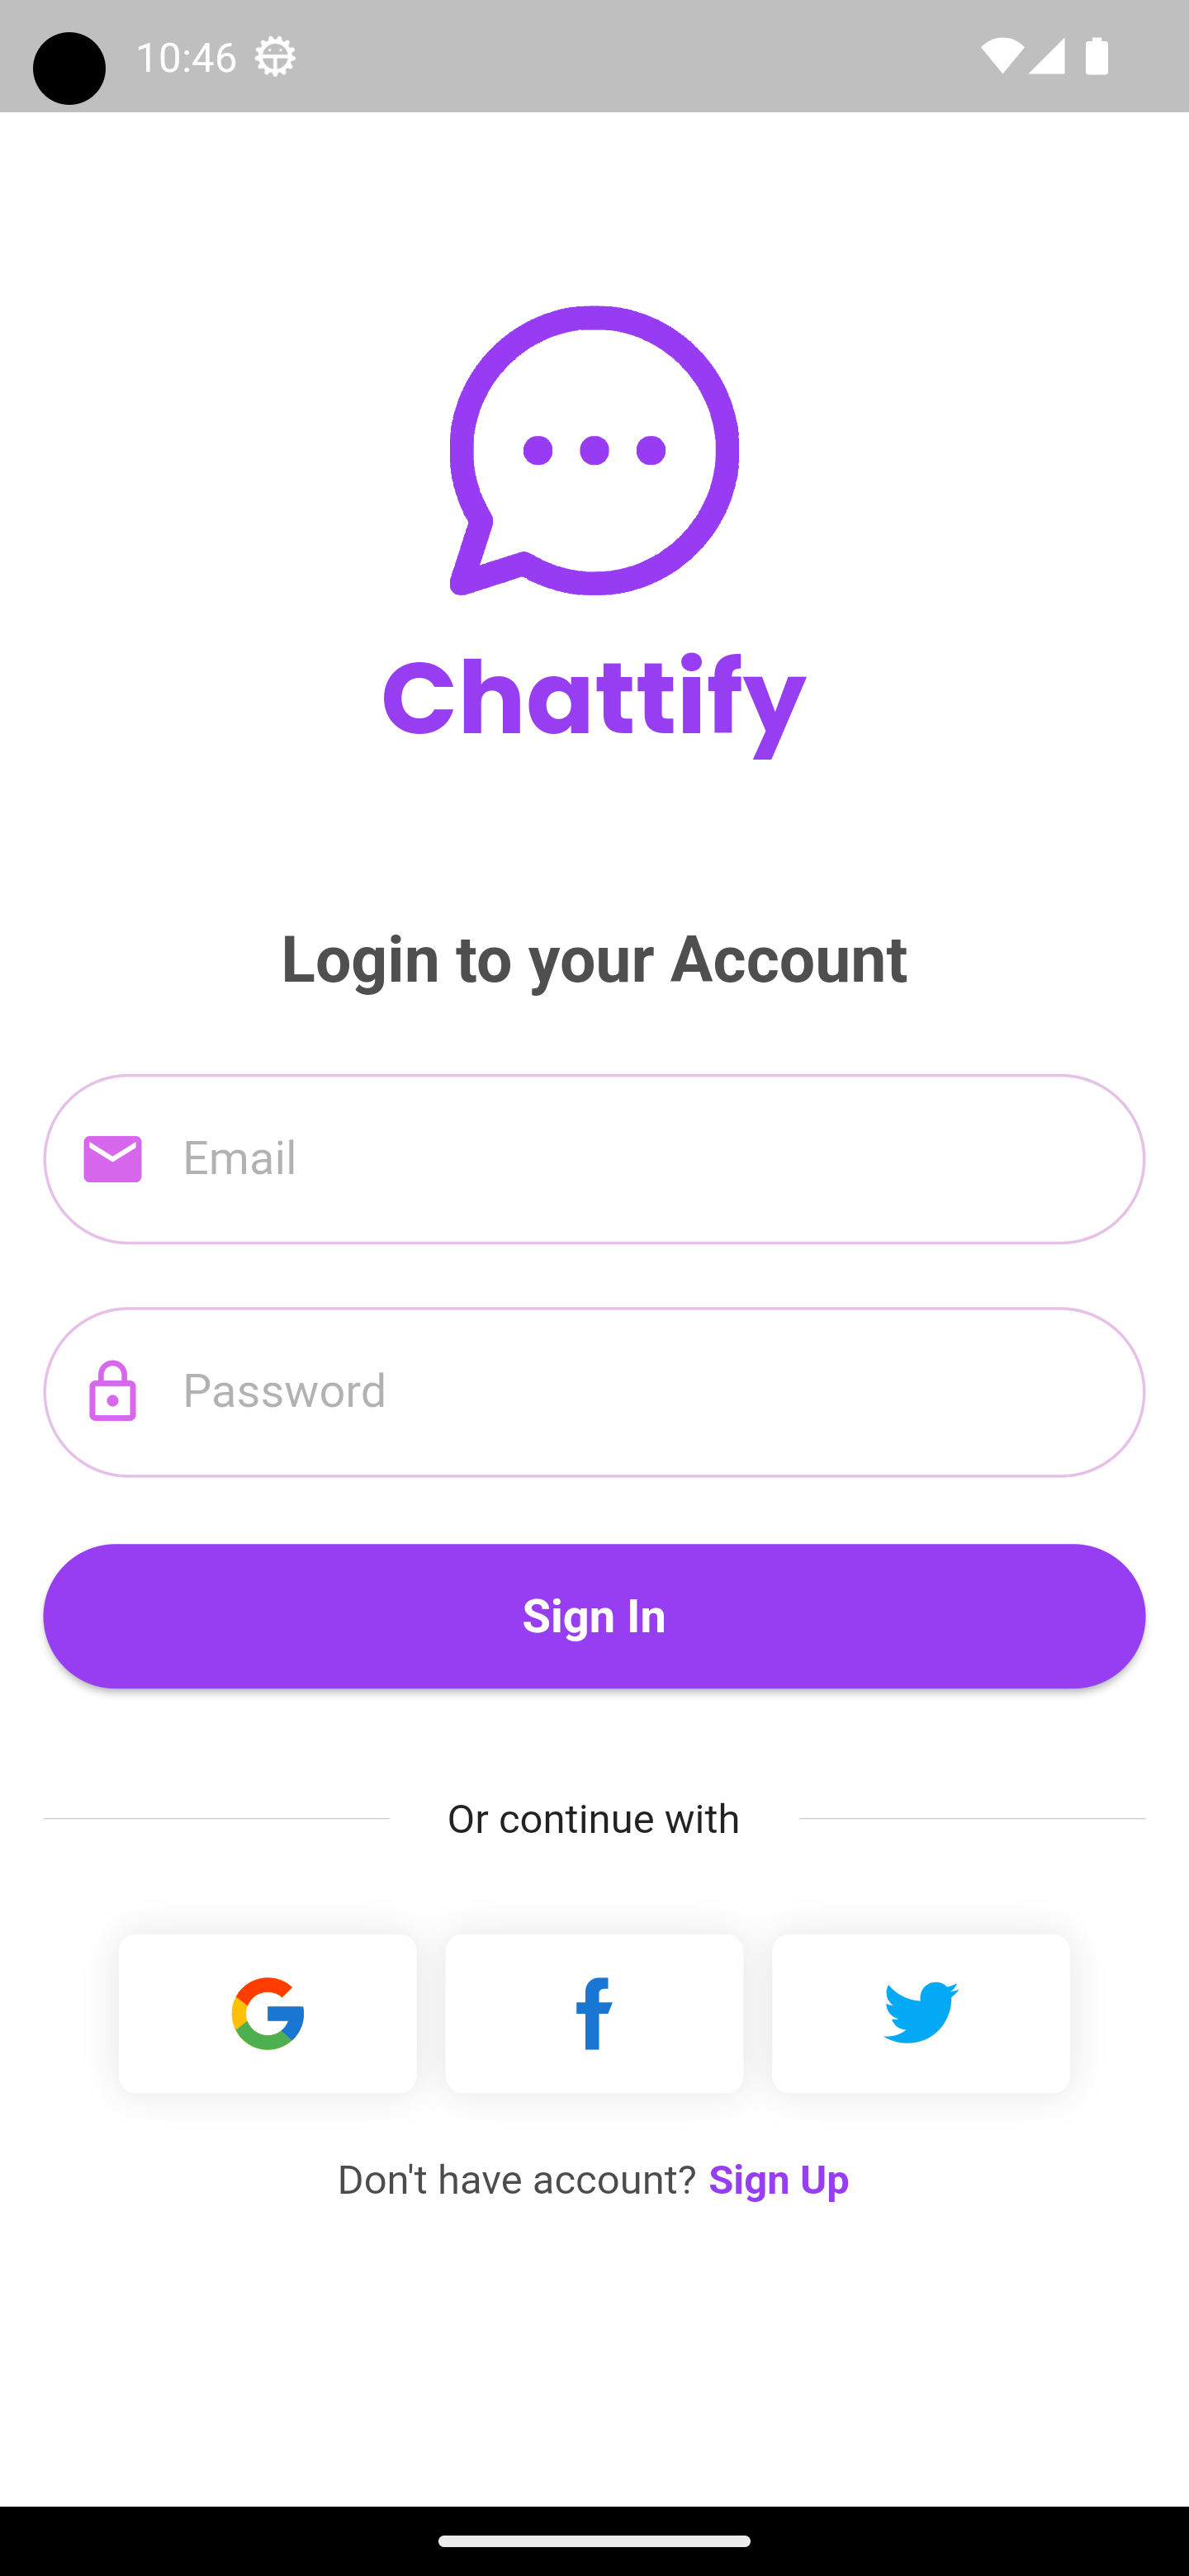 10:46
Chattify
Login to your Account
Email
Password
Sign In
Or continue with
Don't have account? Sign Up